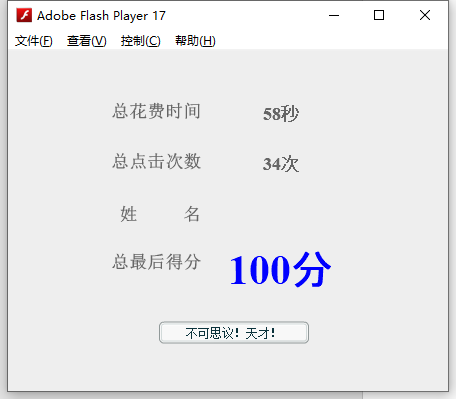 Adobe Flash Player 17
文件(F) 查看(V) 控制(C) 帮助(H)
总花费时间 58秒
总点击次数 34次
姓 名
总最后得分 100分
不可思议！天才！